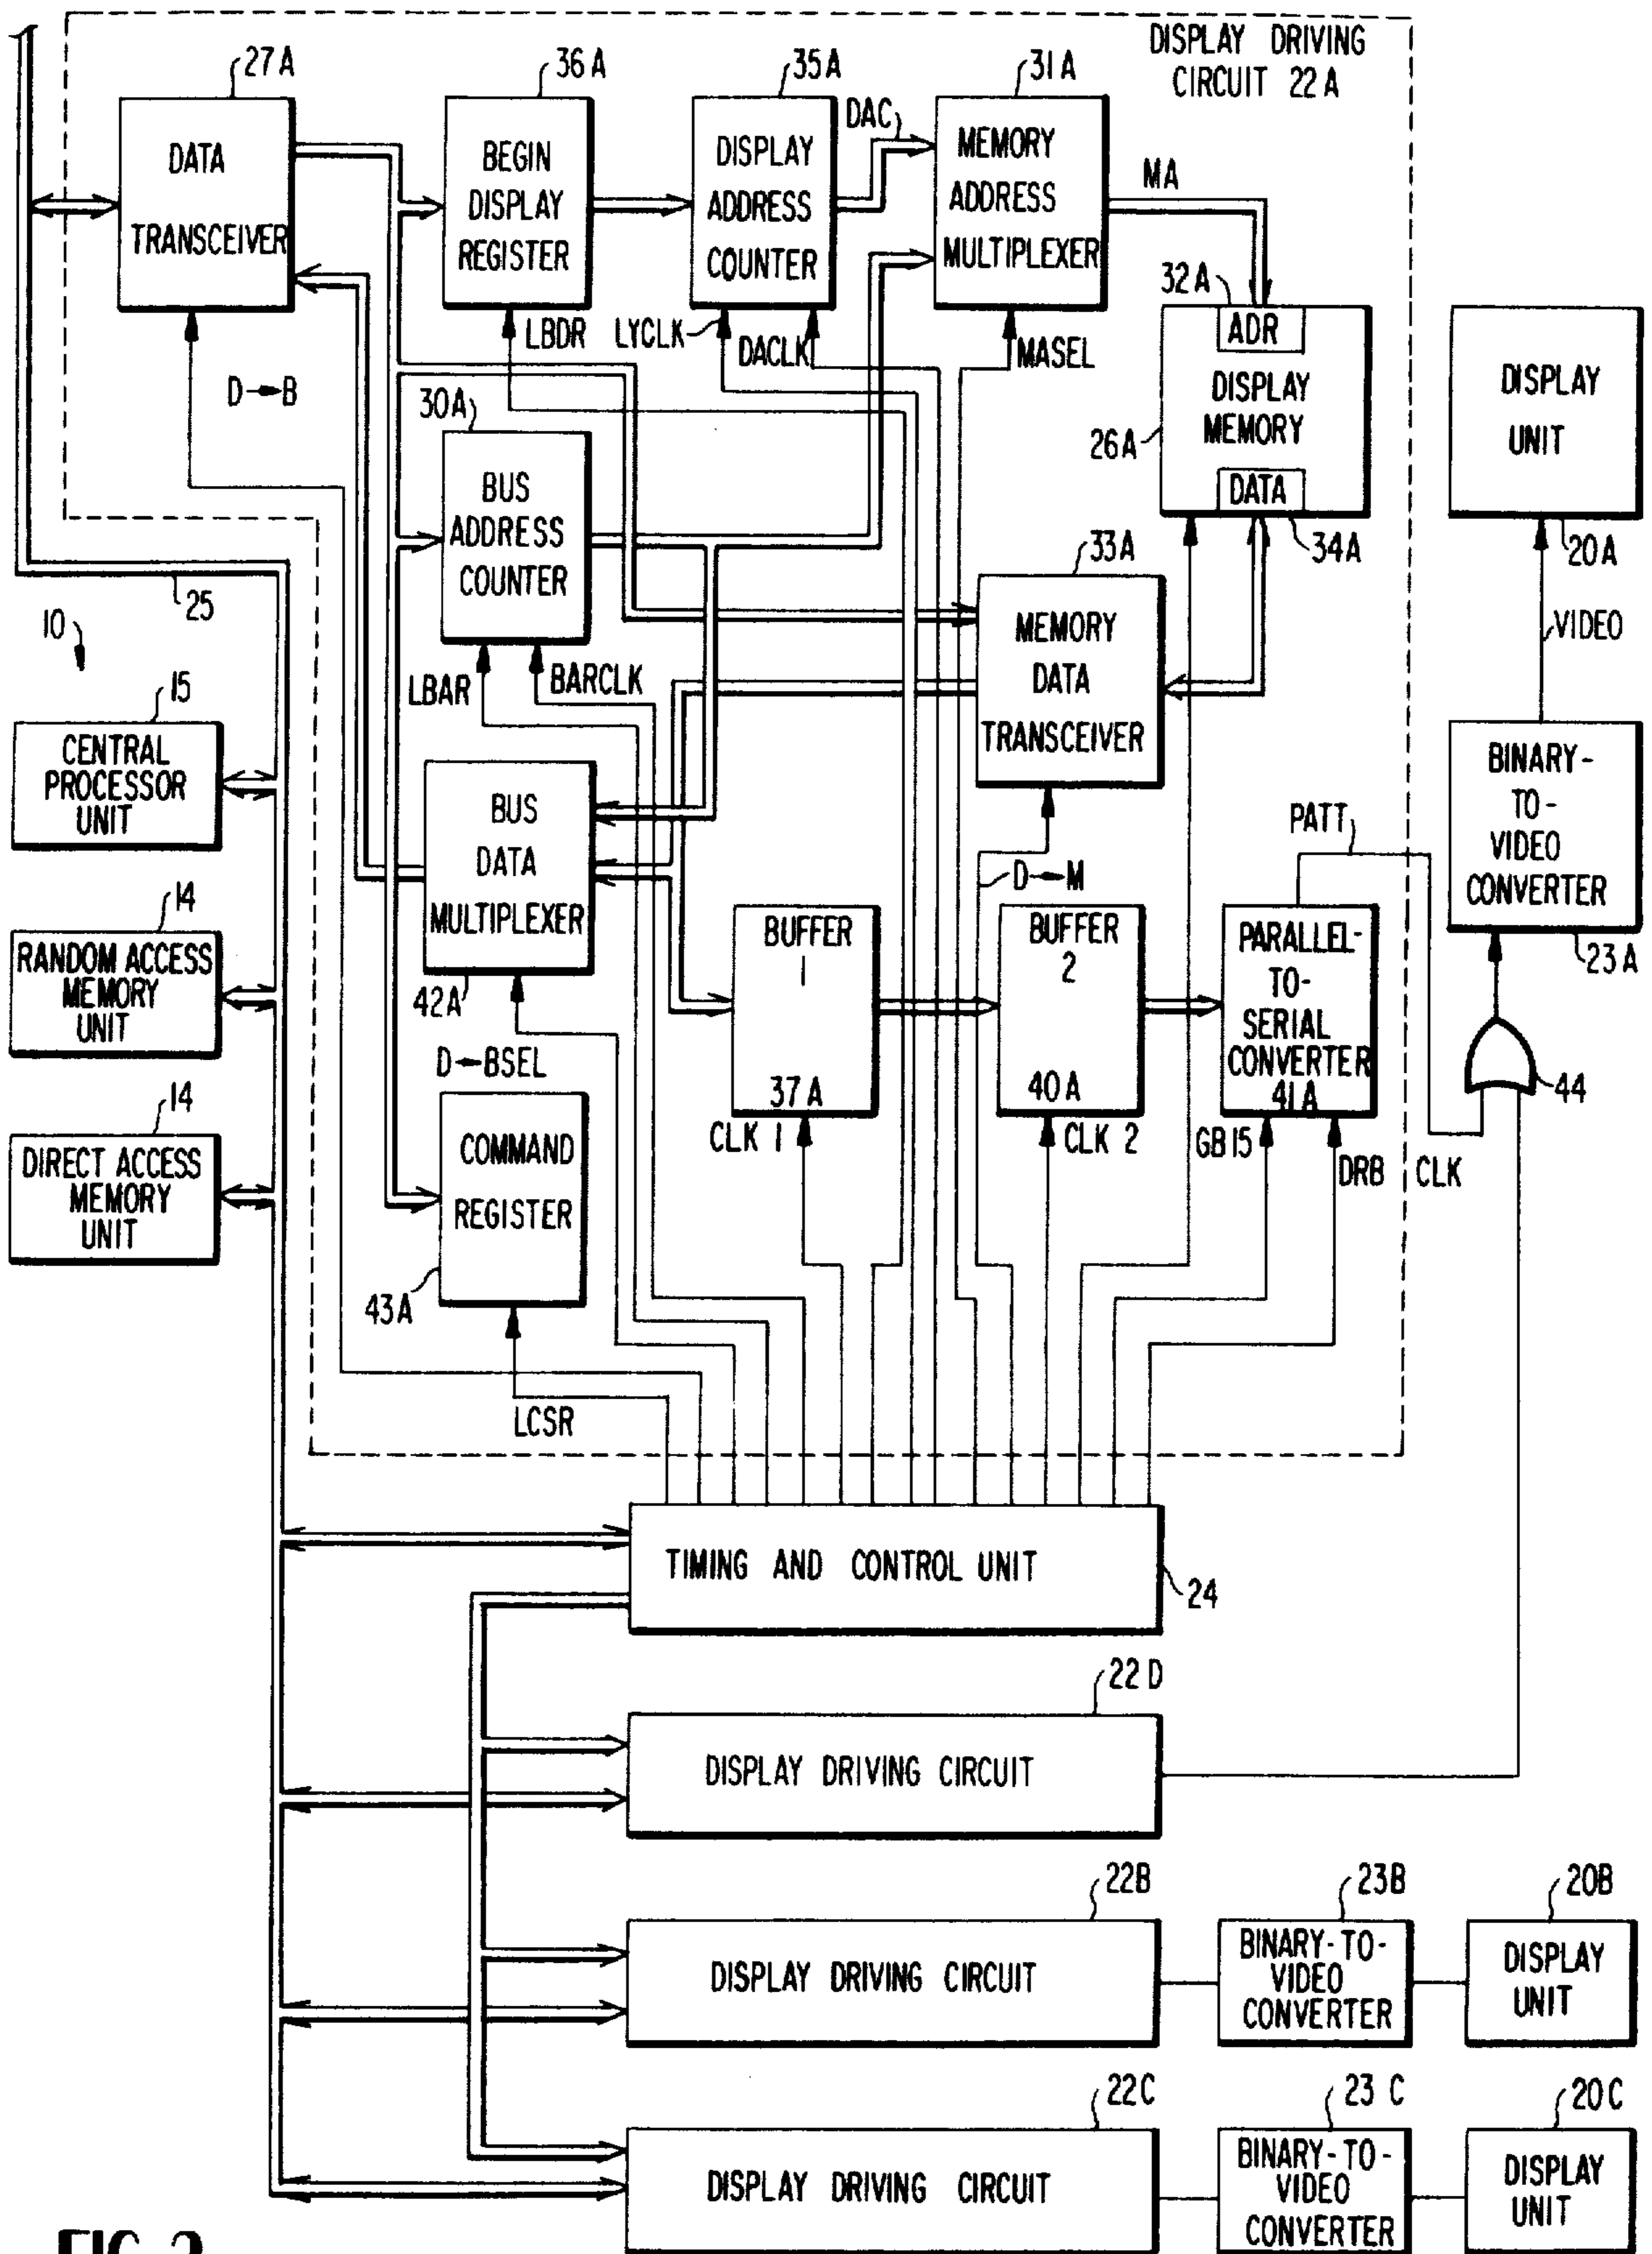 DISPLAY DRIVING
CIRCUIT 22A
27A
36A
35A
31A
DATA
TRANSCEIVER
BEGIN
DISPLAY
REGISTER
DISPLAY
ADDRESS
COUNTER
DAC
MEMORY
ADDRESS
MULTIPLEXER
MA
LBDR
LYCLK
DACLK
MASEL
D→B
32A
ADR
DISPLAY
MEMORY
26A
DATA
34A
DISPLAY
UNIT
20A
30A
BUS
ADDRESS
COUNTER
33A
MEMORY
DATA
TRANSCEIVER
VIDEO
25
10
LBAR
BARCLK
15
CENTRAL
PROCESSOR
UNIT
14
RANDOM ACCESS
MEMORY
UNIT
14
DIRECT ACCESS
MEMORY
UNIT
BUS
DATA
MULTIPLEXER
42A
D←BSEL
D→M
PATT
BINARY-
TO-
VIDEO
CONVERTER
23A
BUFFER
1
37A
BUFFER
2
40A
PARALLEL-
TO-
SERIAL
CONVERTER
41A
44
CLK 1
CLK 2
GB15
DRB
CLK
COMMAND
REGISTER
43A
LCSR
TIMING AND CONTROL UNIT
24
22D
DISPLAY DRIVING CIRCUIT
22B
DISPLAY DRIVING CIRCUIT
23B
BINARY-TO-
VIDEO
CONVERTER
20B
DISPLAY
UNIT
22C
DISPLAY DRIVING CIRCUIT
23C
BINARY-TO-
VIDEO
CONVERTER
20C
DISPLAY
UNIT